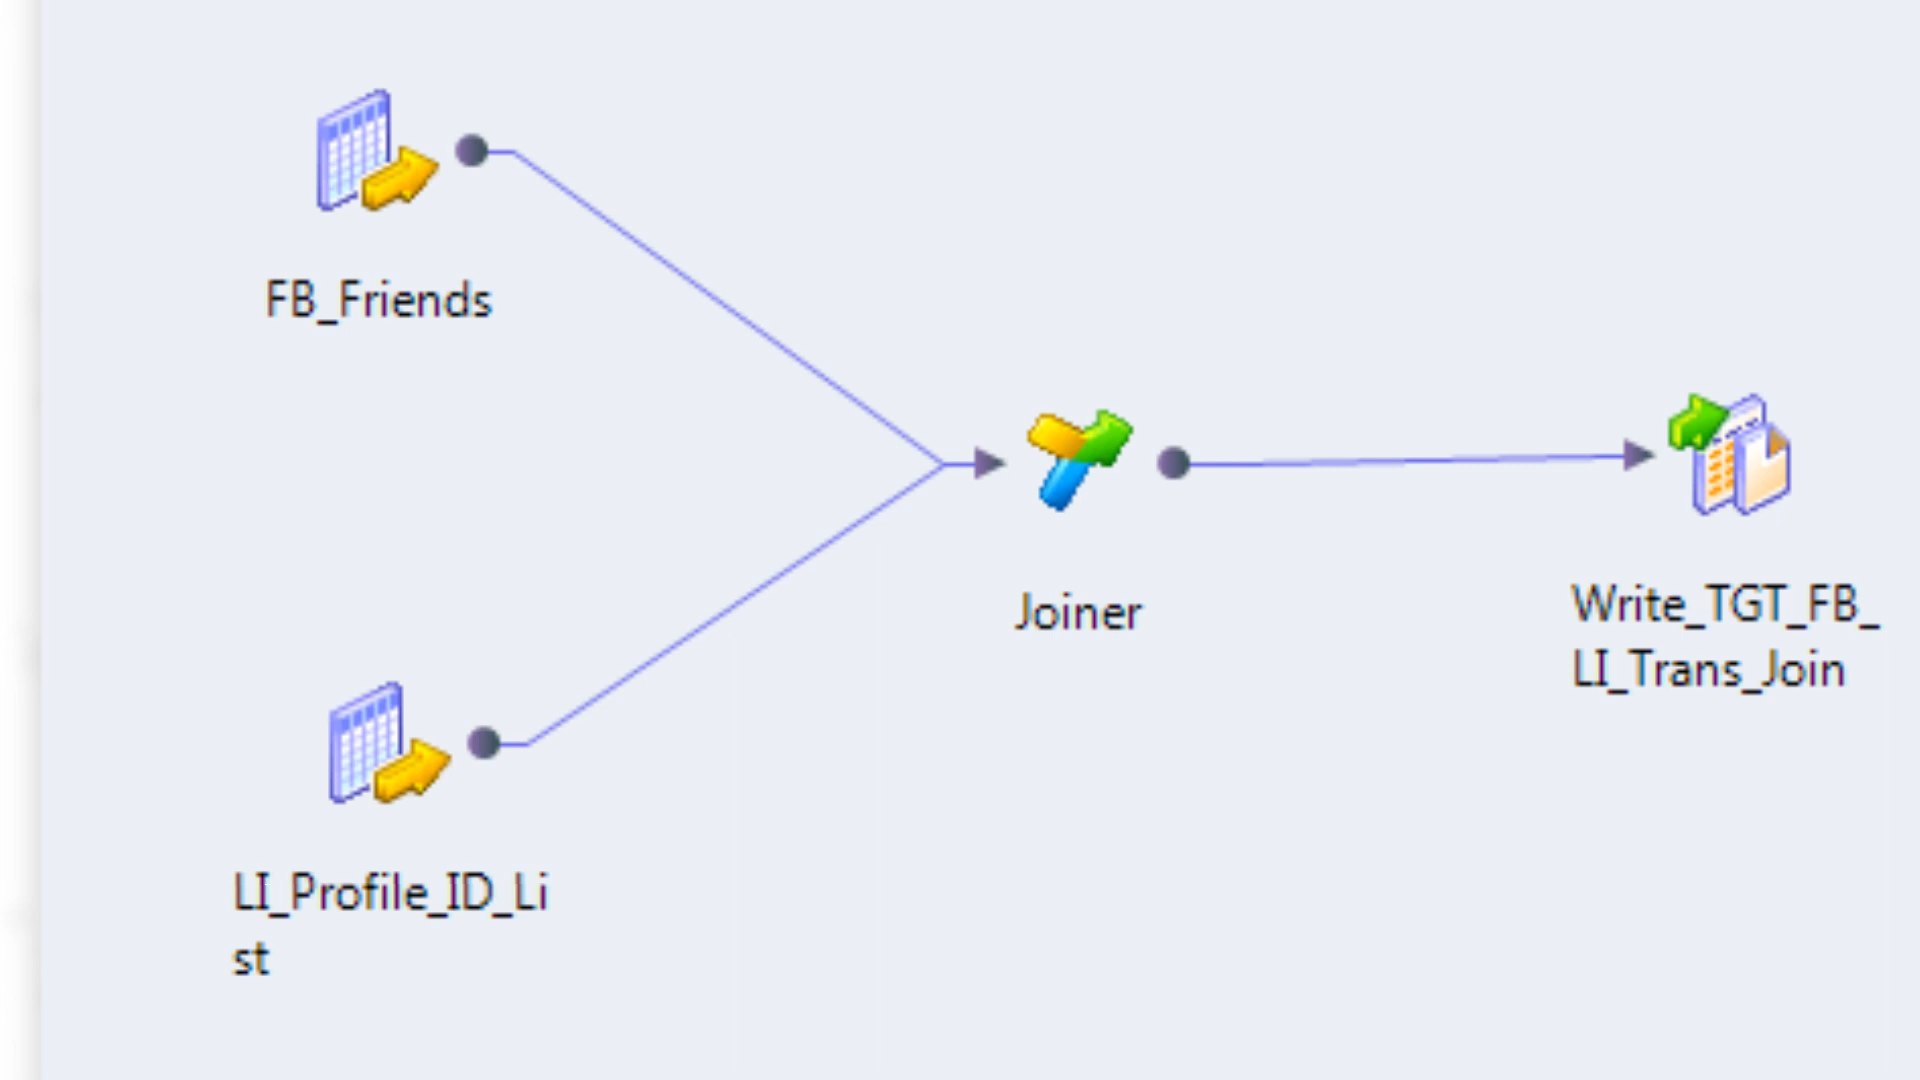 FB_Friends
Joiner
Write_TGT_FB_
LI_Trans_Join
LI_Profile_ID_Li
st